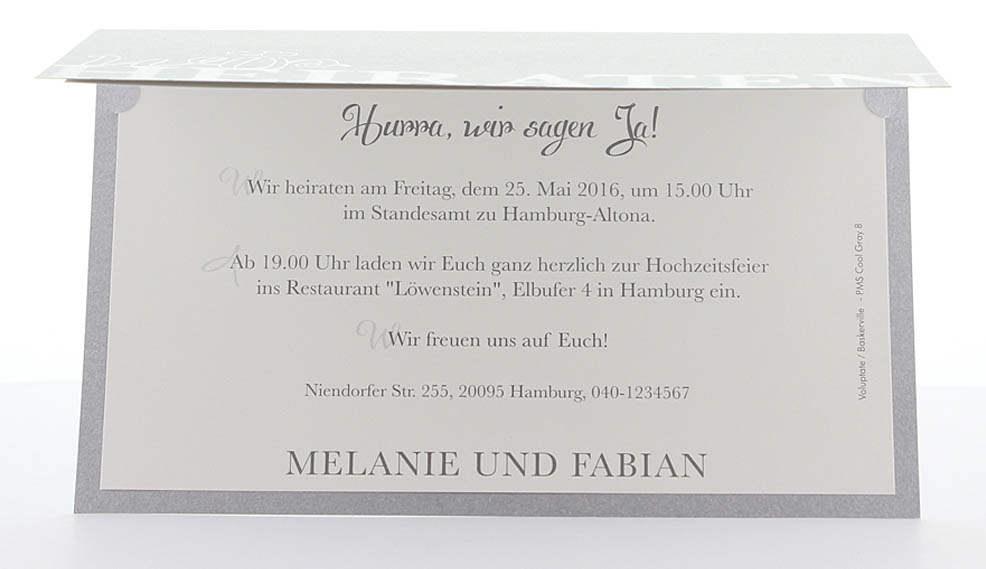 HEIRATEN
Hurra, wir sagen Ja!
Wir heiraten am Freitag, dem 25. Mai 2016, um 15.00 Uhr
im Standesamt zu Hamburg-Altona.
Ab 19.00 Uhr laden wir Euch ganz herzlich zur Hochzeitsfeier
ins Restaurant "Löwenstein", Elbufer 4 in Hamburg ein.
Wir freuen uns auf Euch!
Niendorfer Str. 255, 20095 Hamburg, 040-1234567
MELANIE UND FABIAN
Voluptate / Baskerville - PMS Cool Gray 8